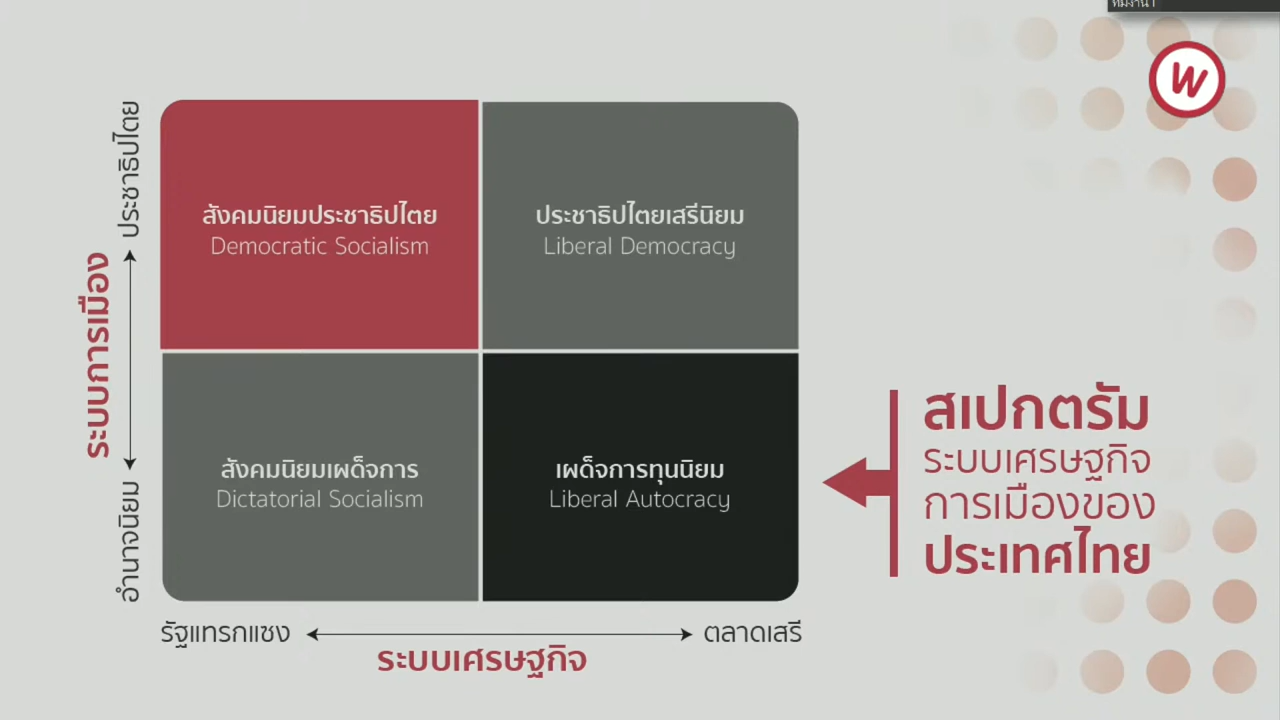 ทีมงาน 1
W
ประชาธิปไตย
ระบบการเมือง
อำนาจนิยม
สังคมนิยมประชาธิปไตย
Democratic Socialism
ประชาธิปไตยเสรีนิยม
Liberal Democracy
สังคมนิยมเผด็จการ
Dictatorial Socialism
เผด็จการทุนนิยม
Liberal Autocracy
สเปกตรัม
ระบบเศรษฐกิจ
การเมืองของ
ประเทศไทย
รัฐแทรกแซง
ตลาดเสรี
ระบบเศรษฐกิจ